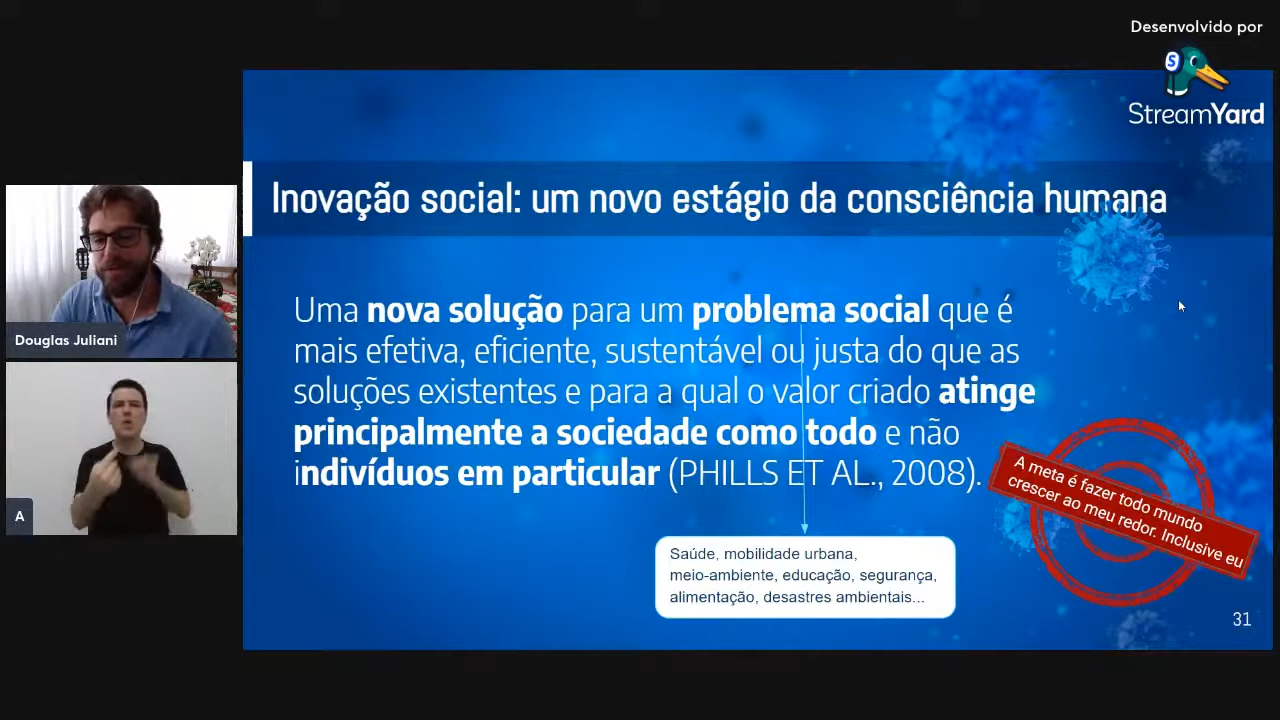 Desenvolvido por
StreamYard
Inovação social: um novo estágio da consciência humana
Uma nova solução para um problema social que é
mais efetiva, eficiente, sustentável ou justa do que as
soluções existentes e para a qual o valor criado atinge
principalmente a sociedade como todo e não
indivíduos em particular (PHILLS ET AL., 2008).
A meta é fazer todo mundo
crescer ao meu redor. Inclusive eu
Saúde, mobilidade urbana,
meio-ambiente, educação, segurança,
alimentação, desastres ambientais...
31
Douglas Juliani
A